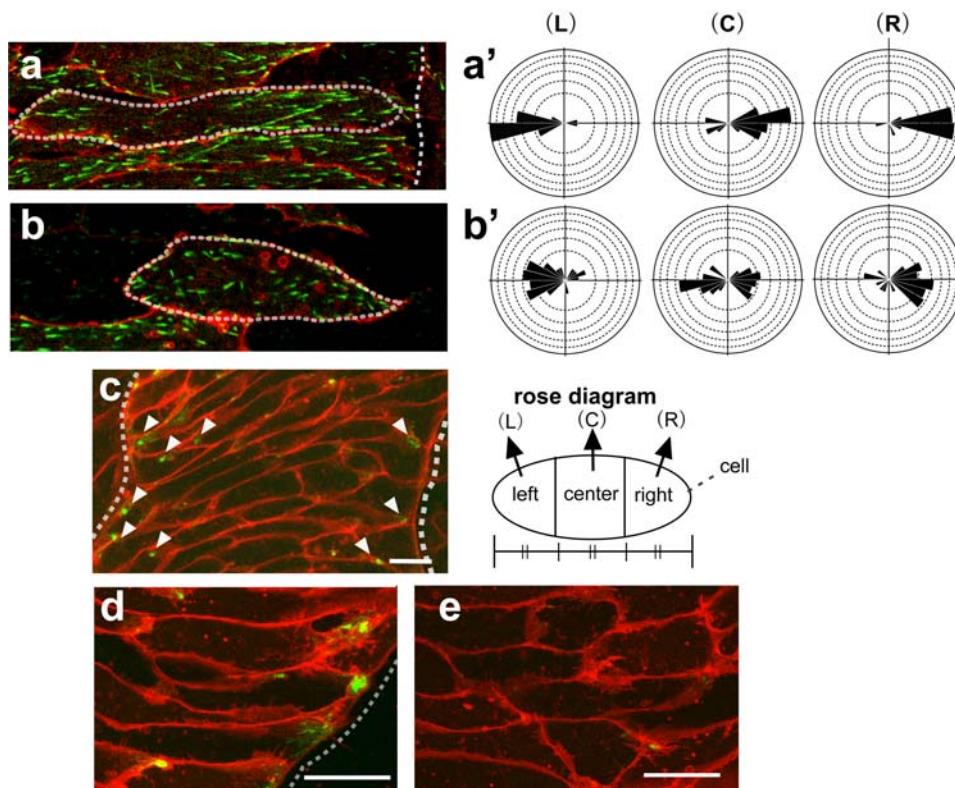 (L) (C) (R)
a a'
b b'
c
rose diagram
(L) (C) (R)
cell
left center right
d e